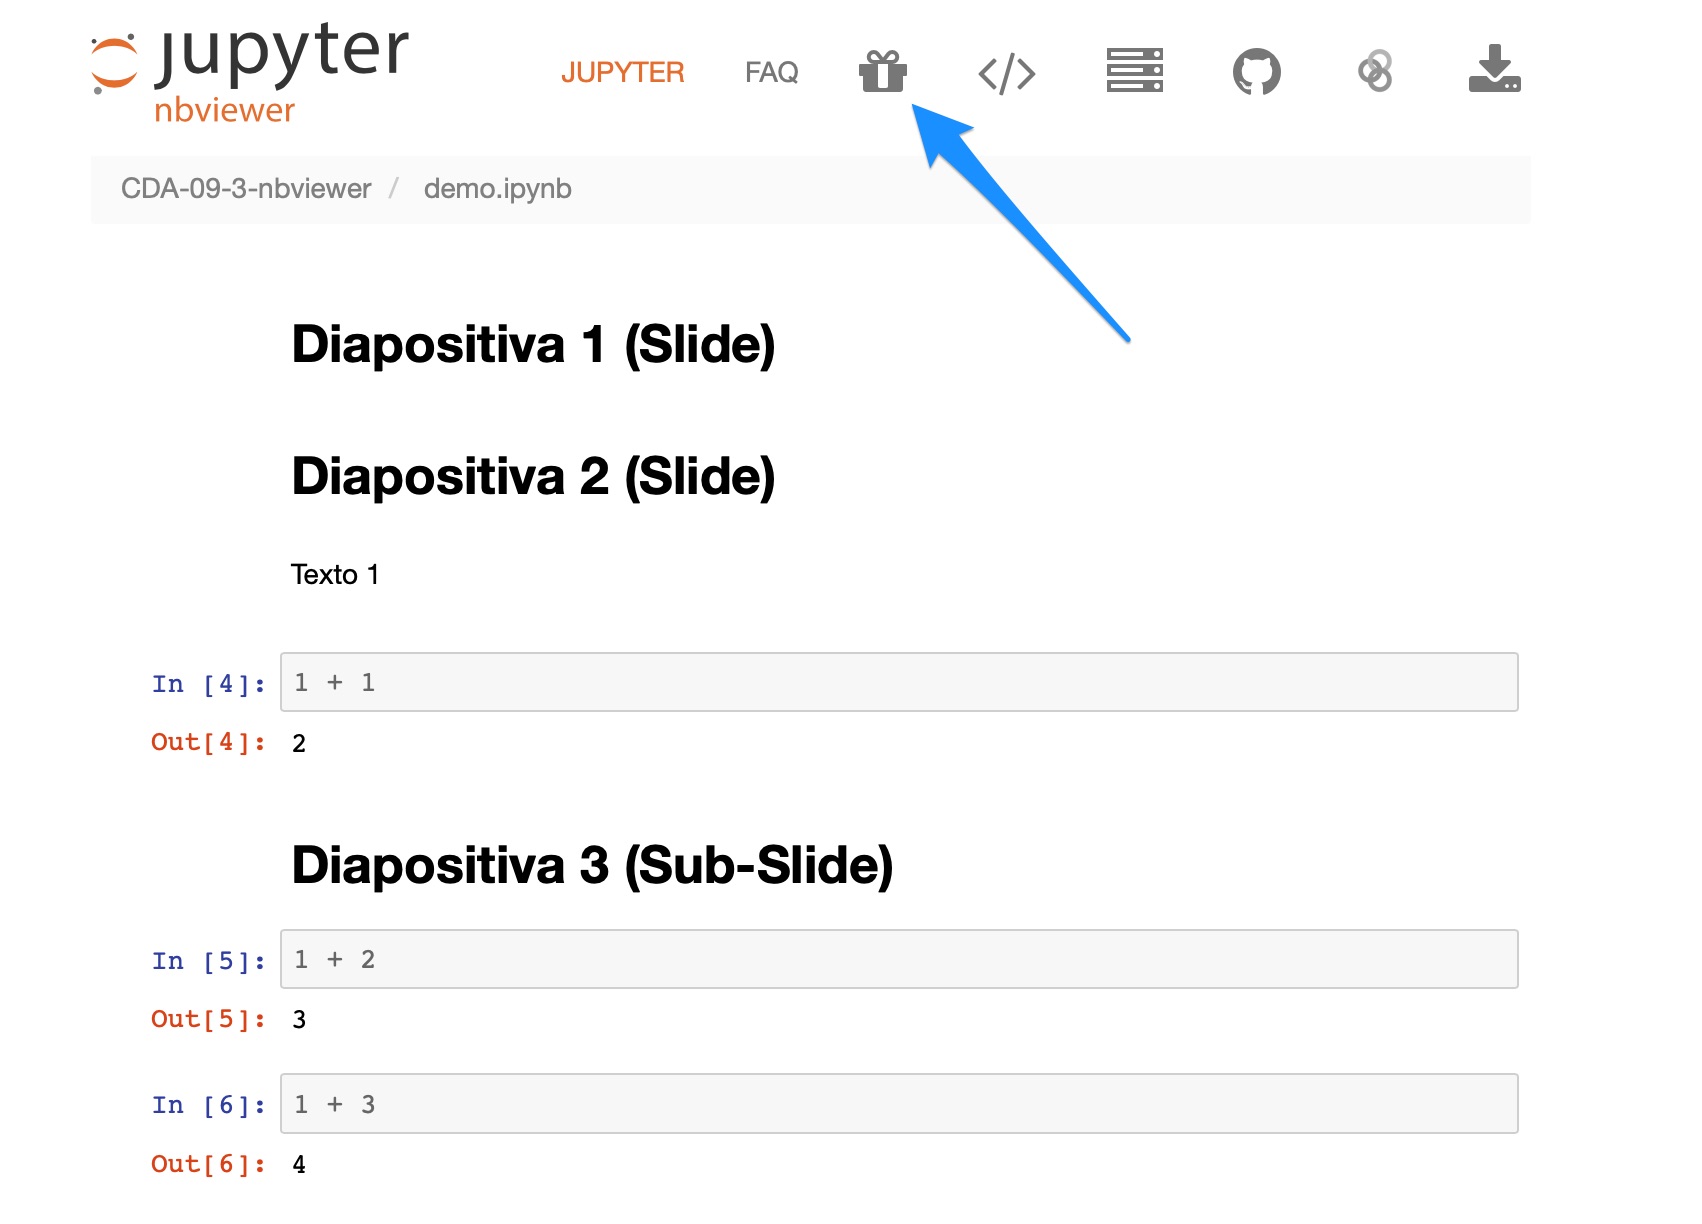 jupyter
nbviewer
JUPYTER FAQ </>
CDA-09-3-nbviewer / demo.ipynb
Diapositiva 1 (Slide)
Diapositiva 2 (Slide)
Texto 1
In [4]: 1 + 1
Out[4]: 2
Diapositiva 3 (Sub-Slide)
In [5]: 1 + 2
Out[5]: 3
In [6]: 1 + 3
Out[6]: 4